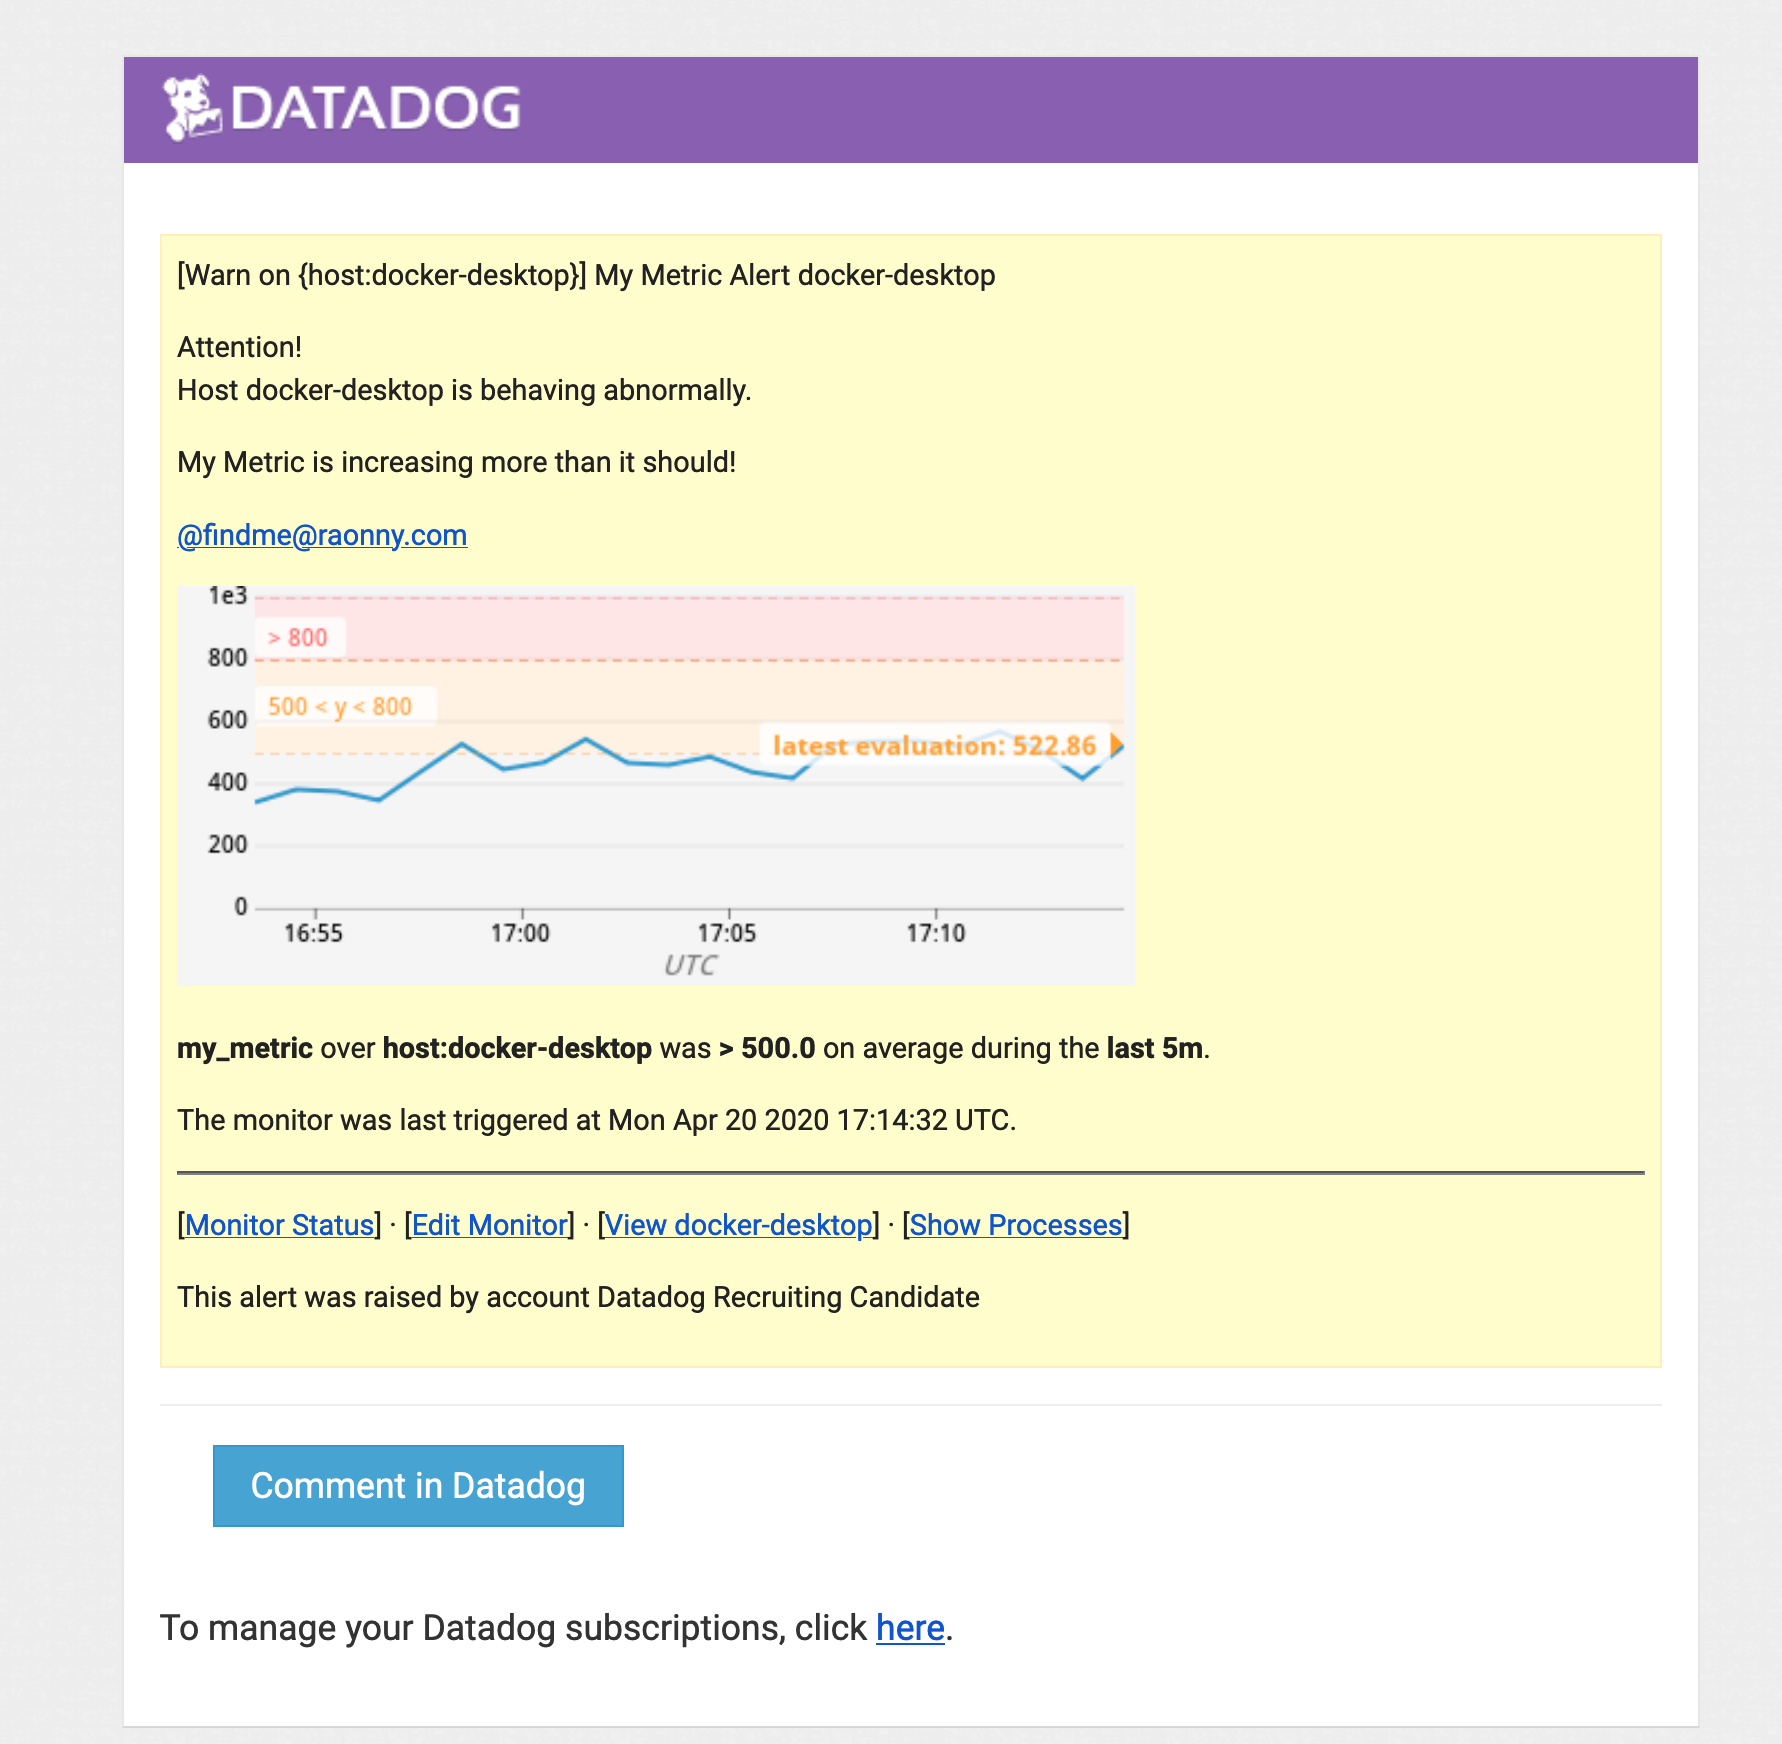 DATADOG
[Warn on {host:docker-desktop}] My Metric Alert docker-desktop
Attention!
Host docker-desktop is behaving abnormally.
My Metric is increasing more than it should!
@findme@raonny.com
1e3
> 800
800
500 < y < 800
600
latest evaluation: 522.86
400
200
0
16:55 17:00 17:05 17:10
UTC
my_metric over host:docker-desktop was > 500.0 on average during the last 5m.
The monitor was last triggered at Mon Apr 20 2020 17:14:32 UTC.
[Monitor Status] · [Edit Monitor] · [View docker-desktop] · [Show Processes]
This alert was raised by account Datadog Recruiting Candidate
Comment in Datadog
To manage your Datadog subscriptions, click here.